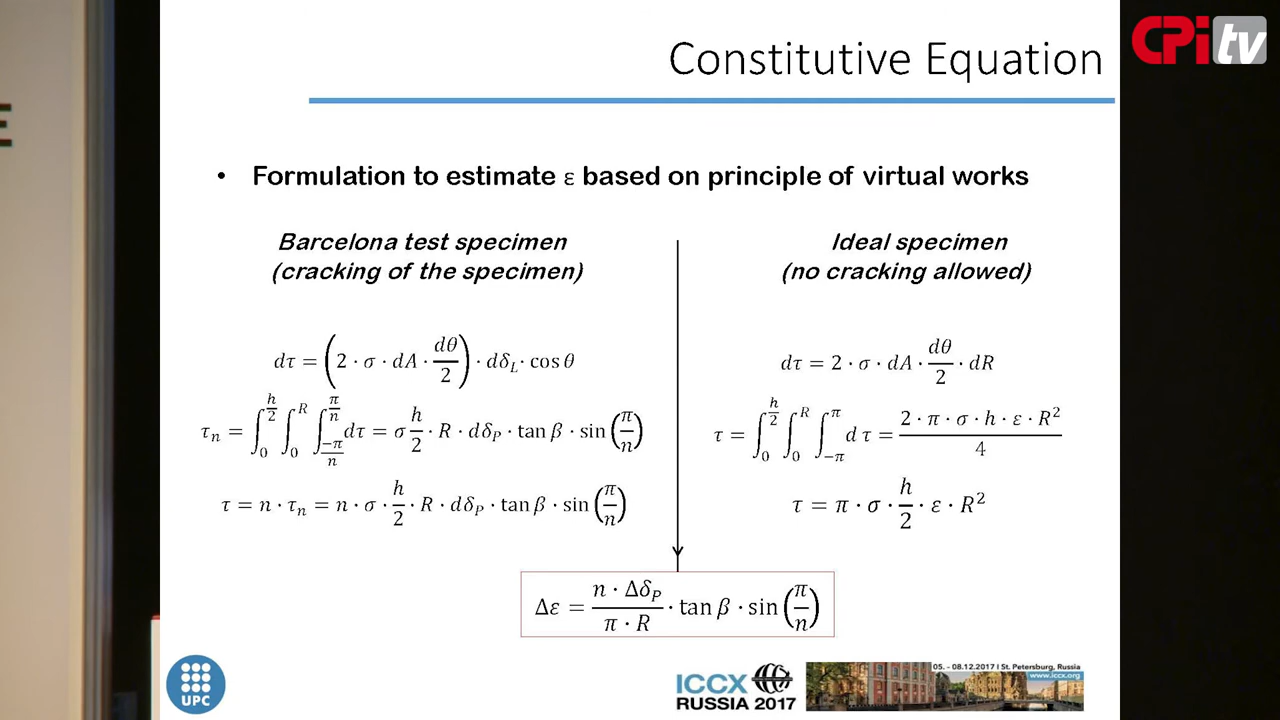 Constitutive Equation
CPi tv
E
• Formulation to estimate ε based on principle of virtual works
Barcelona test specimen
(cracking of the specimen)
dτ = (2 · σ · dA · dθ/2) · dδ_L · cos θ
τ_n = ∫_0^{h/2} ∫_0^R ∫_{-π/n}^{π/n} dτ = σ h/2 · R · dδ_P · tan β · sin(π/n)
τ = n · τ_n = n · σ · h/2 · R · dδ_P · tan β · sin(π/n)
Ideal specimen
(no cracking allowed)
dτ = 2 · σ · dA · dθ/2 · dR
τ = ∫_0^{h/2} ∫_0^R ∫_{-π}^{π} d τ = 2 · π · σ · h · ε · R²/4
τ = π · σ · h/2 · ε · R²
Δε = n · Δδ_P/π · R · tan β · sin(π/n)
UPC
ICCX
RUSSIA 2017
05. - 08.12.2017 I St. Petersburg, Russia
www.iccx.org